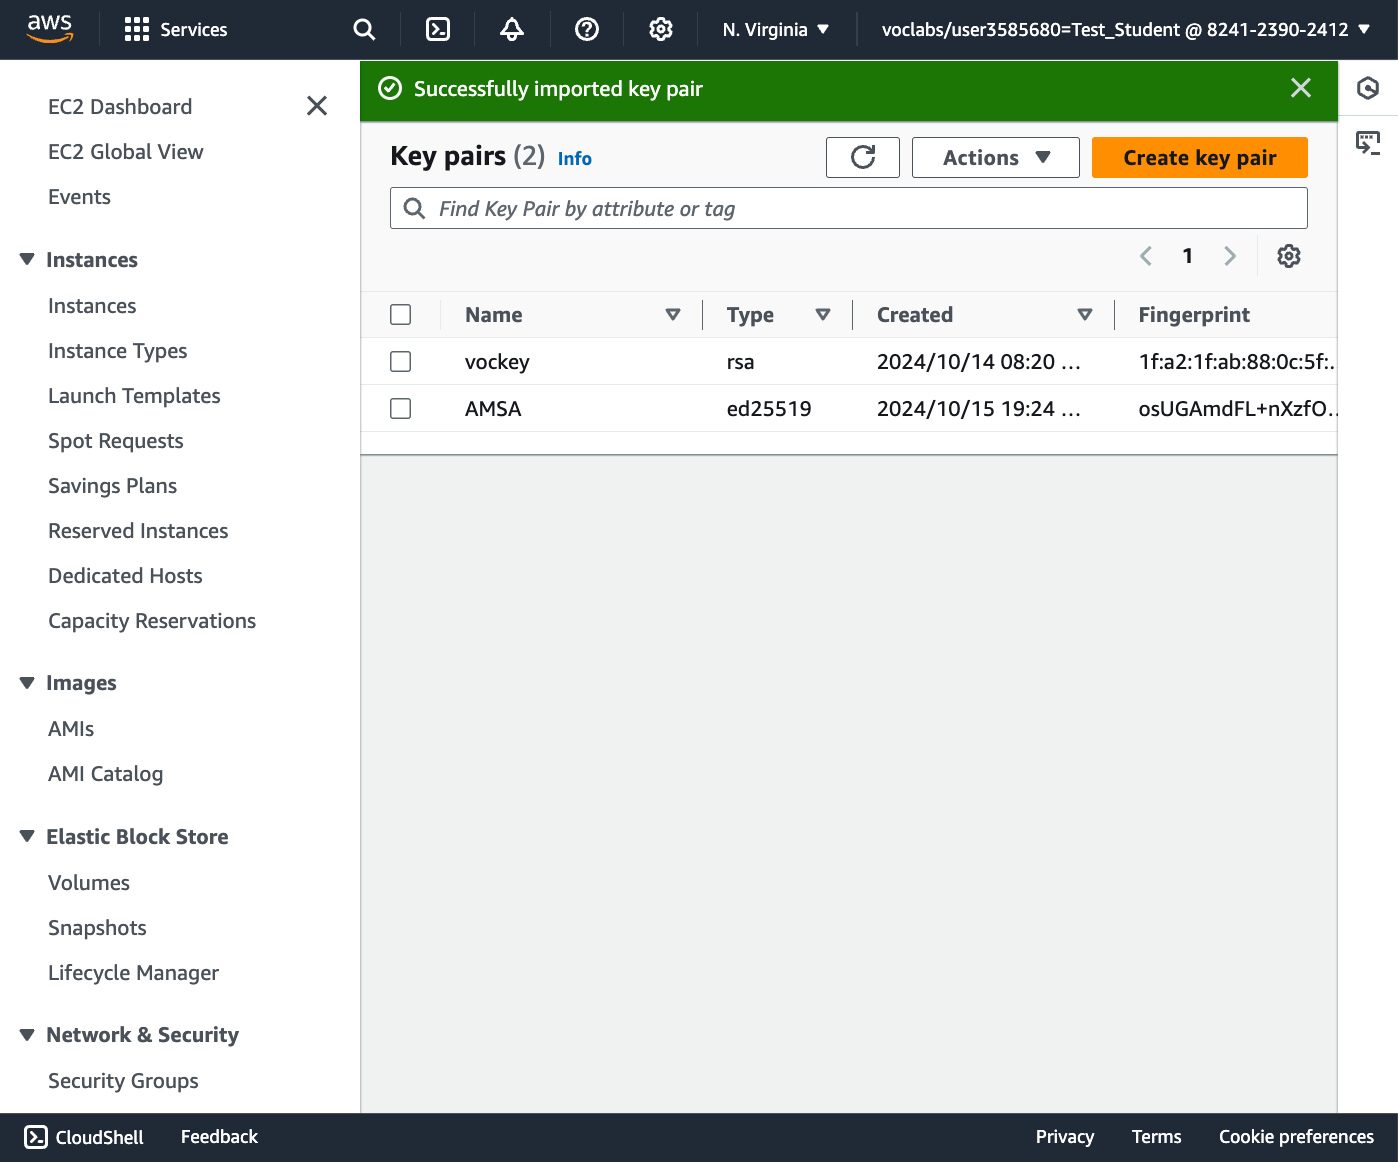 aws Services N. Virginia voclabs/user3585680=Test_Student @ 8241-2390-2412
EC2 Dashboard
EC2 Global View
Events
Instances
Instances
Instance Types
Launch Templates
Spot Requests
Savings Plans
Reserved Instances
Dedicated Hosts
Capacity Reservations
Images
AMIs
AMI Catalog
Elastic Block Store
Volumes
Snapshots
Lifecycle Manager
Network & Security
Security Groups
Successfully imported key pair
Key pairs (2) Info Actions Create key pair
Find Key Pair by attribute or tag
1
Name Type Created Fingerprint
vockey rsa 2024/10/14 08:20 ... 1f:a2:1f:ab:88:0c:5f:...
AMSA ed25519 2024/10/15 19:24 ... osUGAmdFL+nXzfO...
CloudShell Feedback Privacy Terms Cookie preferences